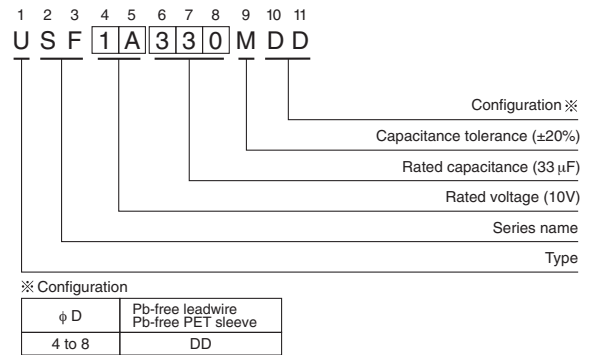 1 2 3 4 5 6 7 8 9 10 11
U S F 1 A 3 3 0 M D D
Configuration ※
Capacitance tolerance (±20%)
Rated capacitance (33 μF)
Rated voltage (10V)
Series name
Type
※ Configuration
ϕ D
Pb-free leadwire
Pb-free PET sleeve
4 to 8
DD